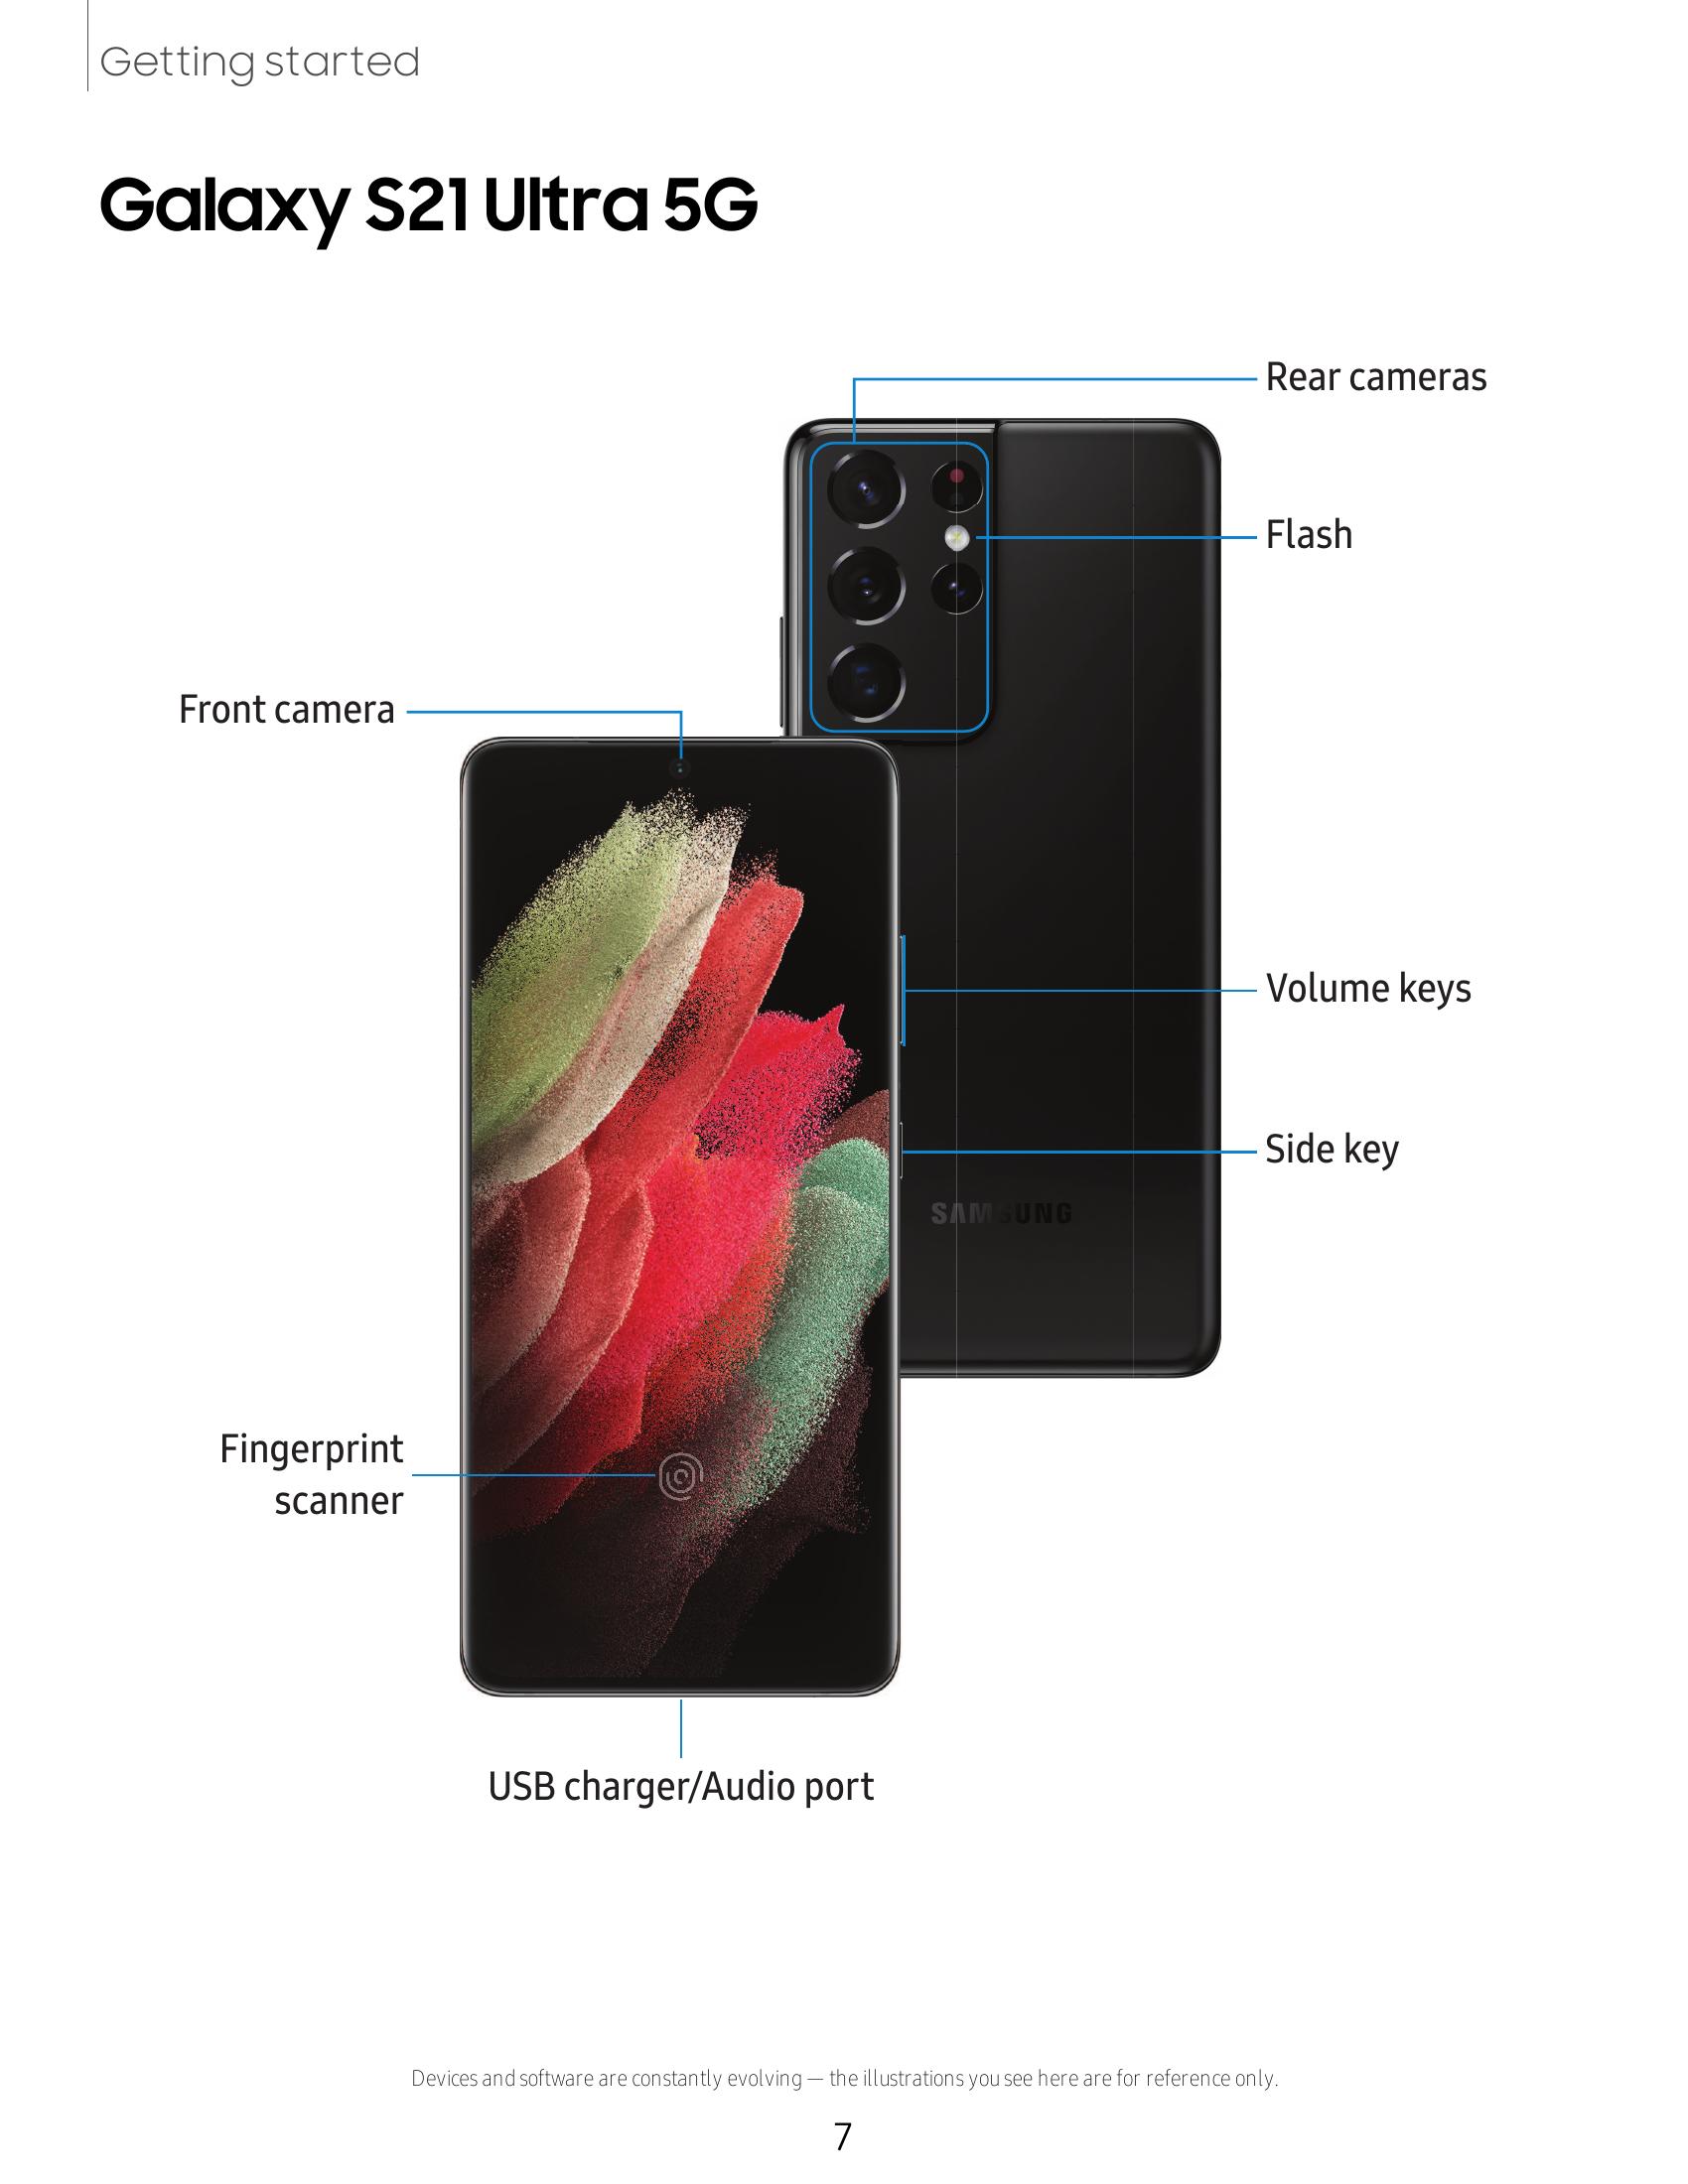 Getting started
Galaxy S21 Ultra 5G
Rear cameras
Flash
Front camera
Volume keys
Side key
SAMSUNG
Fingerprint
scanner
USB charger/Audio port
Devices and software are constantly evolving — the illustrations you see here are for reference only.
7